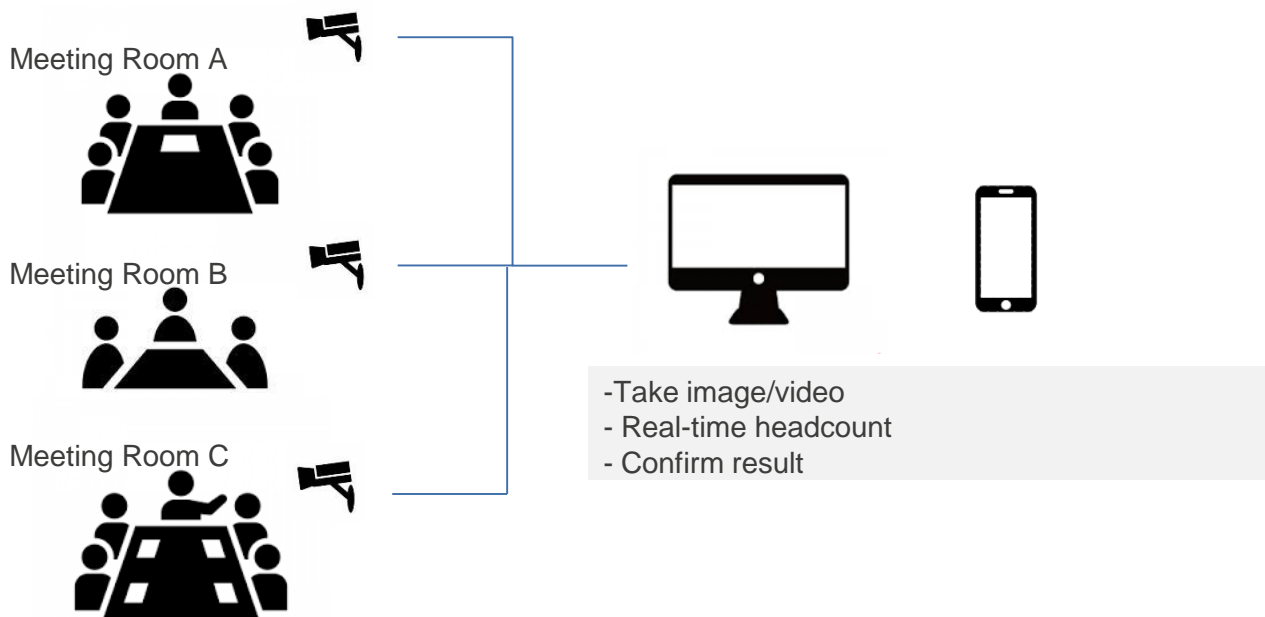 Meeting Room A
Meeting Room B
Meeting Room C
-Take image/video
- Real-time headcount
- Confirm result